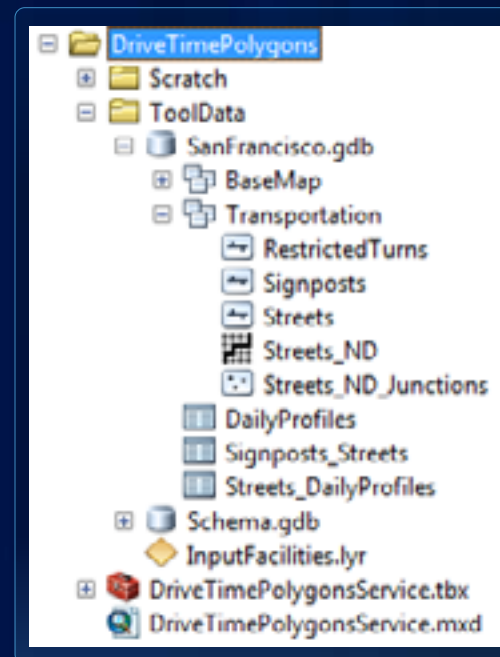 DriveTimePolygons
Scratch
ToolData
SanFrancisco.gdb
BaseMap
Transportation
RestrictedTurns
Signposts
Streets
Streets_ND
Streets_ND_Junctions
DailyProfiles
Signposts_Streets
Streets_DailyProfiles
Schema.gdb
InputFacilities.lyr
DriveTimePolygonsService.tbx
DriveTimePolygonsService.mxd